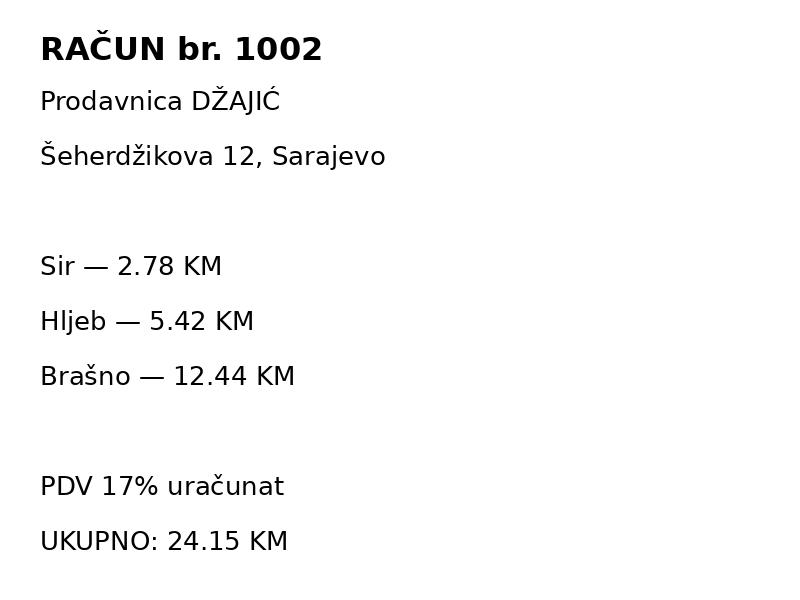 RAČUN br. 1002
Prodavnica DŽAJIĆ
Šeherdžikova 12, Sarajevo
Sir — 2.78 KM
Hljeb — 5.42 KM
Brašno — 12.44 KM
PDV 17% uračunat
UKUPNO: 24.15 KM